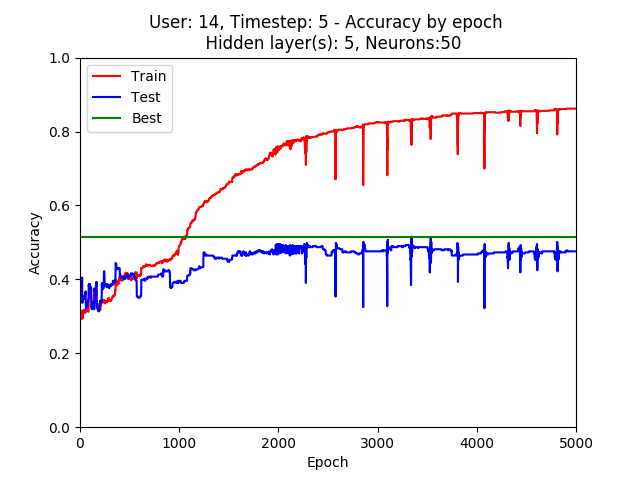 User: 14, Timestep: 5 - Accuracy by epoch
Hidden layer(s): 5, Neurons:50
1.0
0.8
0.6
0.4
0.2
0.0
Accuracy
Train
Test
Best
0
1000
2000
3000
4000
5000
Epoch